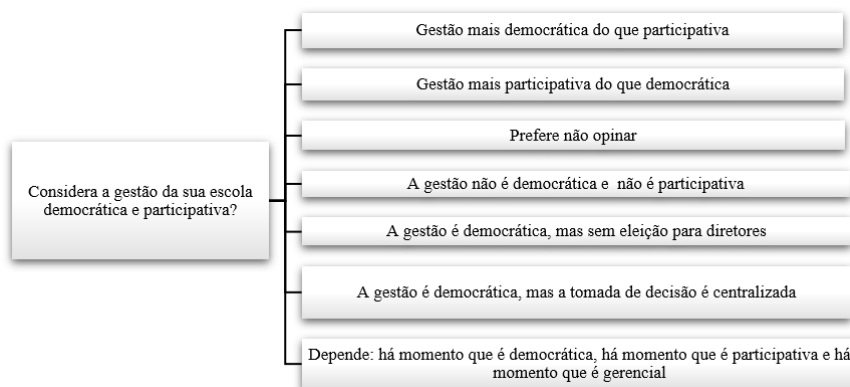 Gestão mais democrática do que participativa
Gestão mais participativa do que democrática
Prefere não opinar
Considera a gestão da sua escola
democrática e participativa?
A gestão não é democrática e não é participativa
A gestão é democrática, mas sem eleição para diretores
A gestão é democrática, mas a tomada de decisão é centralizada
Depende: há momento que é democrática, há momento que é participativa e há
momento que é gerencial